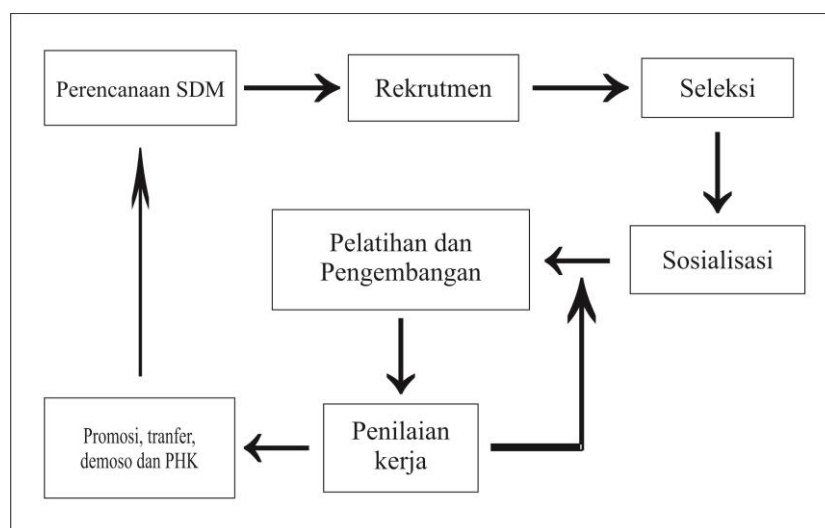 Perencanaan SDM
Rekrutmen
Seleksi
Sosialisasi
Pelatihan dan
Pengembangan
Penilaian
kerja
Promosi, tranfer,
demoso dan PHK